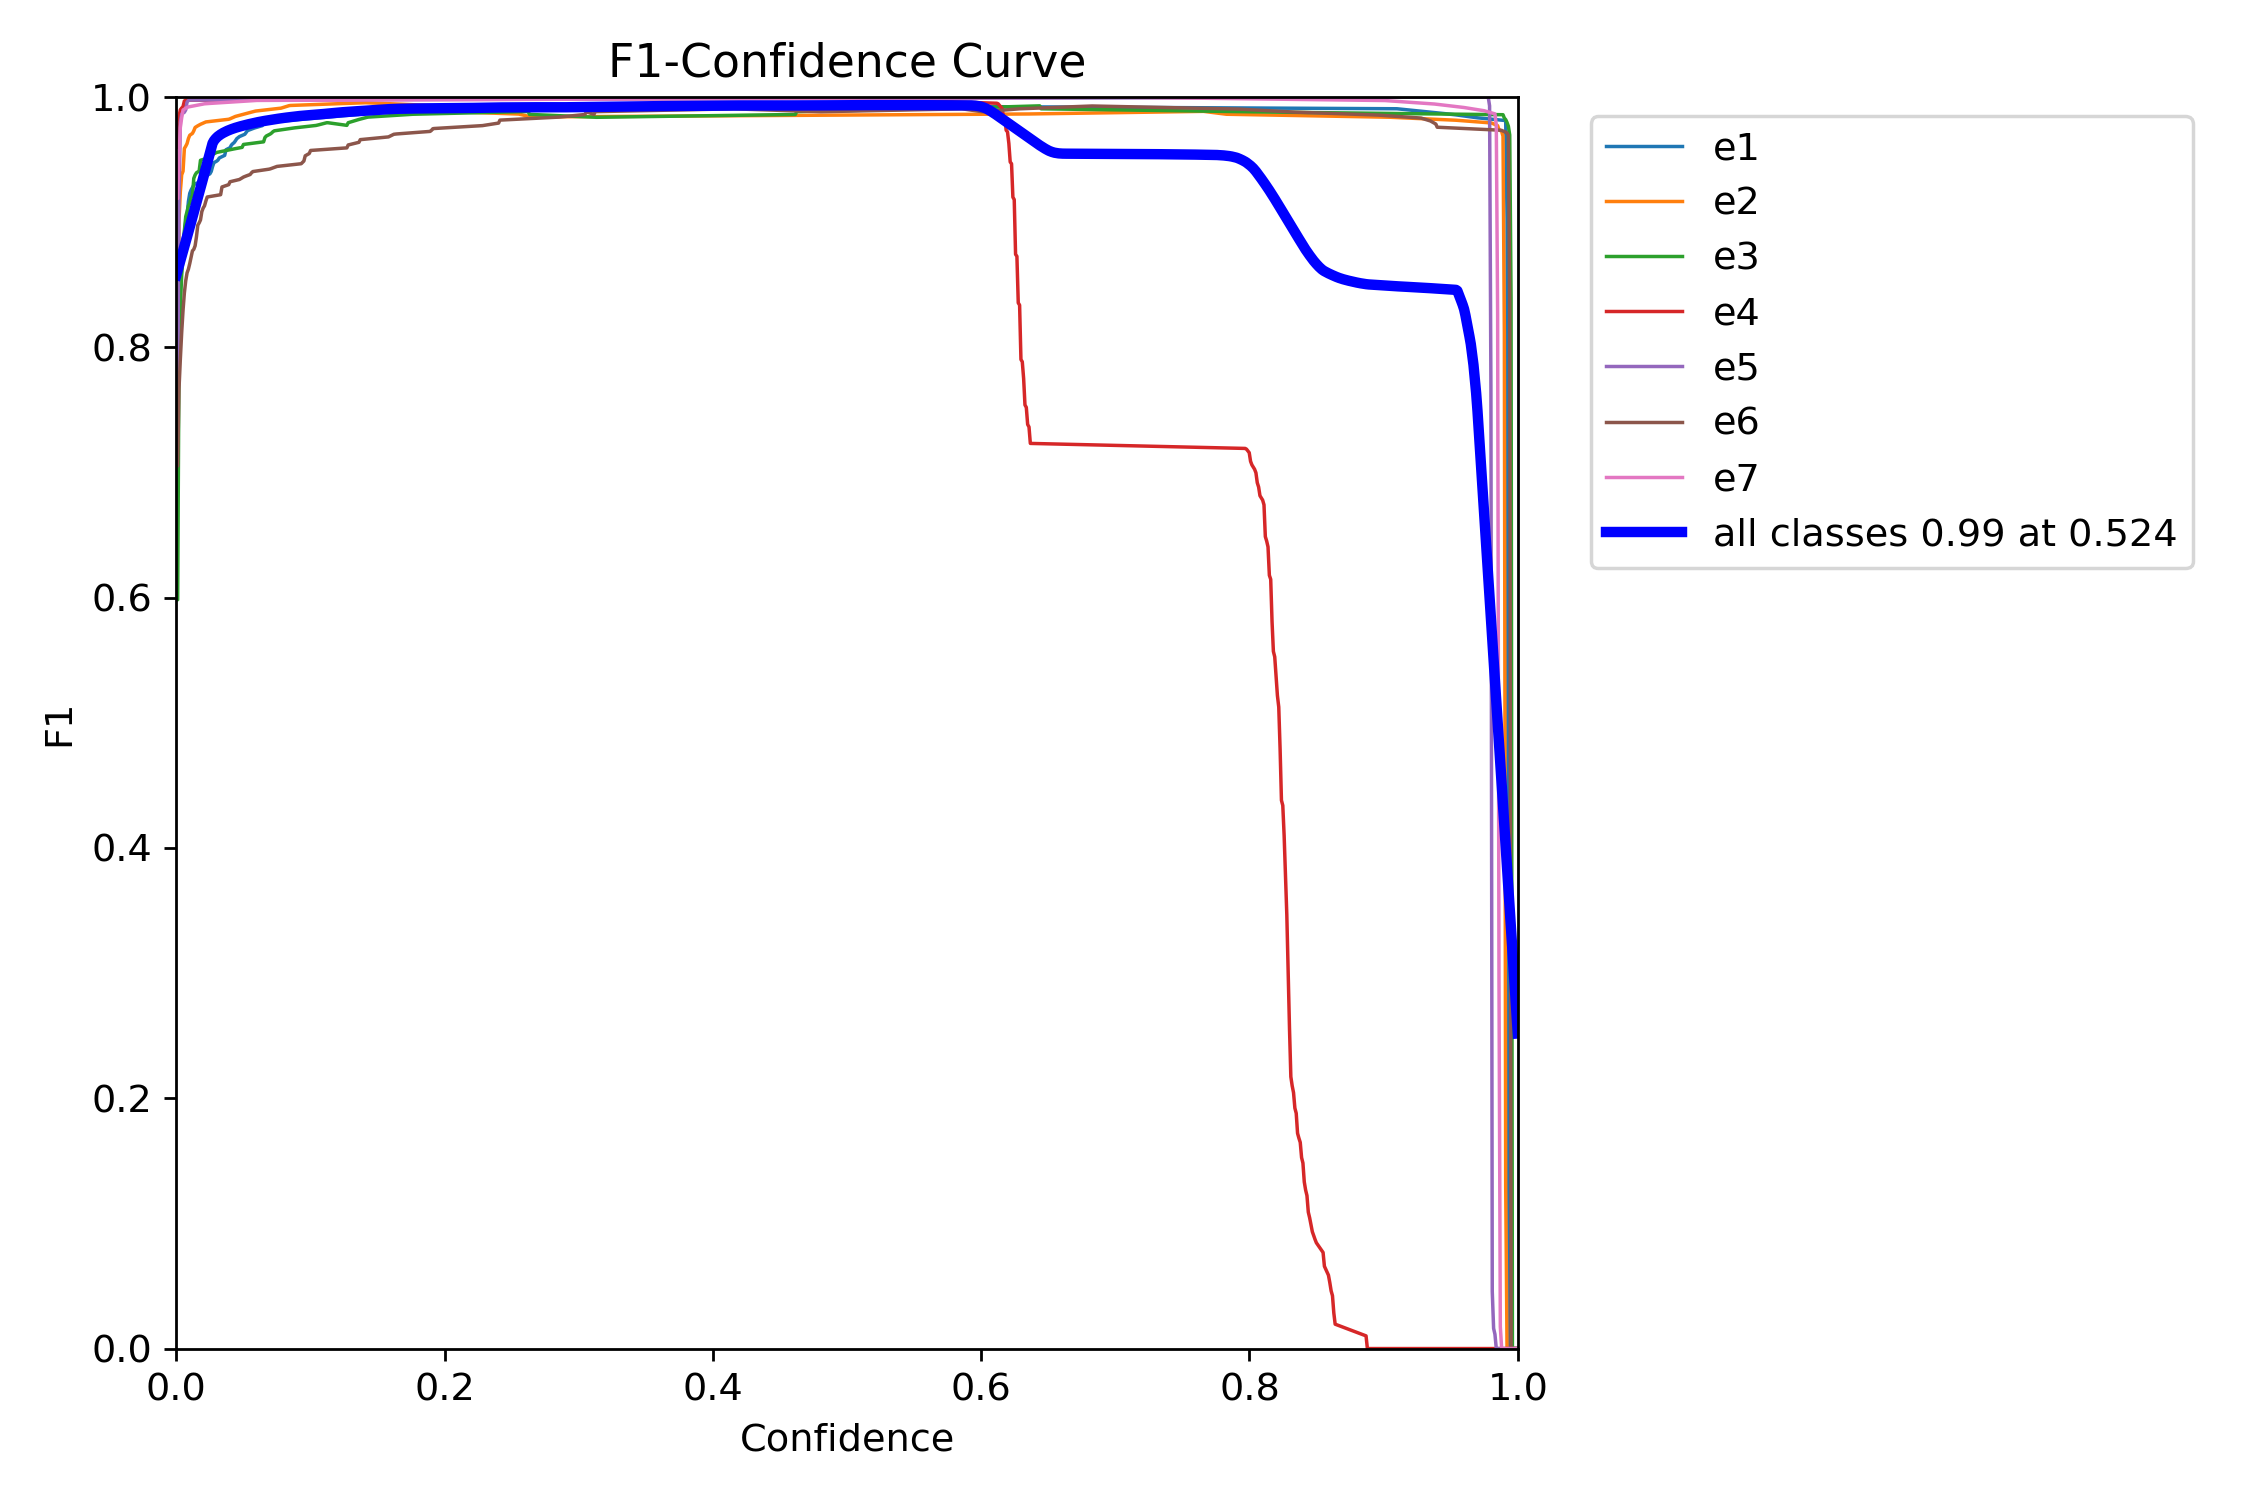 F1-Confidence Curve
1.0
0.8
0.6
0.4
0.2
0.0
F1
0.0 0.2 0.4 0.6 0.8 1.0
Confidence
e1
e2
e3
e4
e5
e6
e7
all classes 0.99 at 0.524